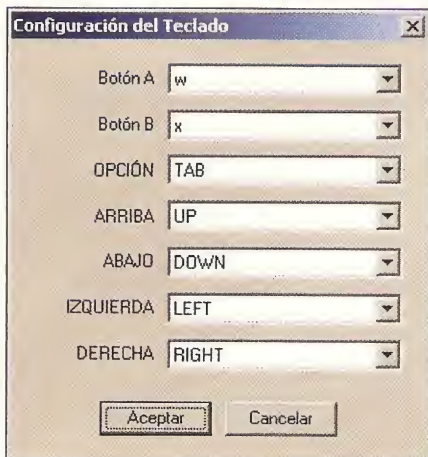 Configuración del Teclado
Botón A w
Botón B x
OPCIÓN TAB
ARRIBA UP
ABAJO DOWN
IZQUIERDA LEFT
DERECHA RIGHT
Aceptar Cancelar